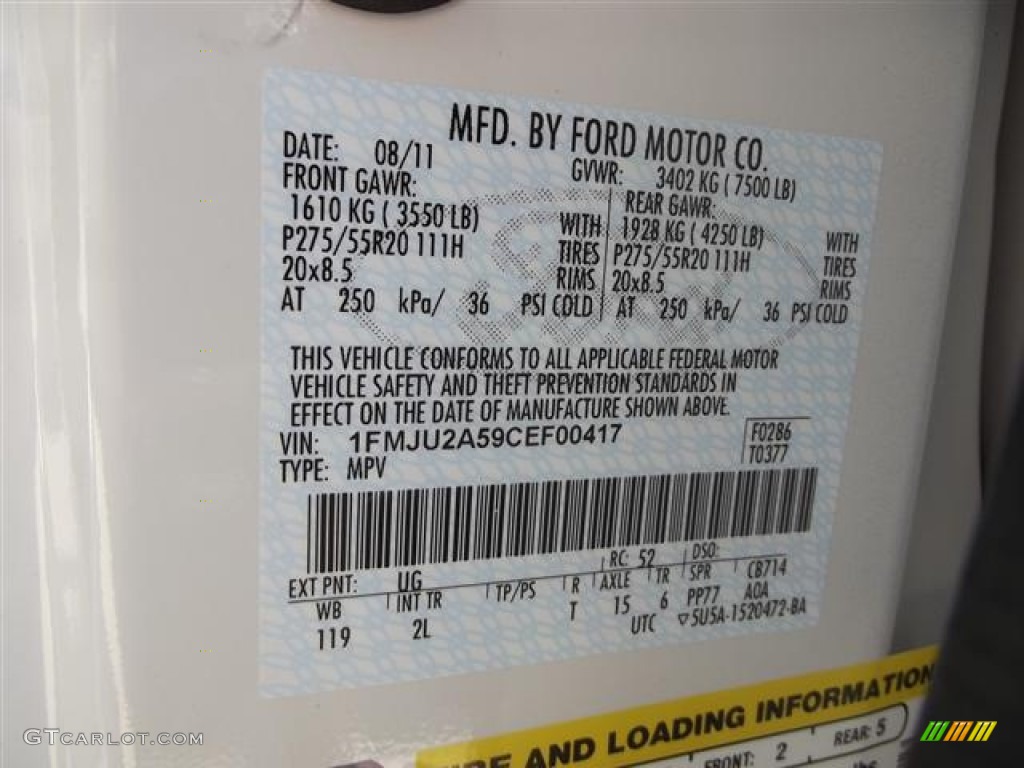 MFD. BY FORD MOTOR CO.
DATE: 08/11 GVWR: 3402 KG ( 7500 LB)
FRONT GAWR: REAR GAWR:
1610 KG ( 3550 LB) WITH 1928 KG ( 4250 LB) WITH
P275/55R20 111H TIRES P275/55R20 111H TIRES
20x8.5 RIMS 20x8.5 RIMS
AT 250 kPa/ 36 PSI COLD AT 250 kPa/ 36 PSI COLD
THIS VEHICLE CONFORMS TO ALL APPLICABLE FEDERAL MOTOR
VEHICLE SAFETY AND THEFT PREVENTION STANDARDS IN
EFFECT ON THE DATE OF MANUFACTURE SHOWN ABOVE.
VIN: 1FMJU2A59CEF00417 F0286
TYPE: MPV T0377
EXT PNT: UG RC: 52 DSO:
WB INT TR TP/PS R AXLE TR SPR CB714
119 2L T 15 6 PP77 AOA
UTC ▽5U5A-1520472-BA
AND LOADING INFORMATION
FRONT: 2 REAR: 5
GTCARLOT.COM